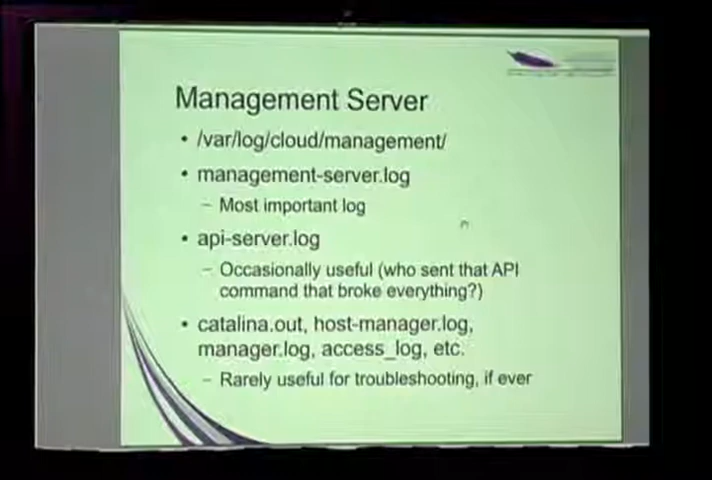 Management Server
• /var/log/cloud/management/
• management-server.log
– Most important log
• api-server.log
– Occasionally useful (who sent that API
command that broke everything?)
• catalina.out, host-manager.log,
manager.log, access_log, etc.
– Rarely useful for troubleshooting, if ever